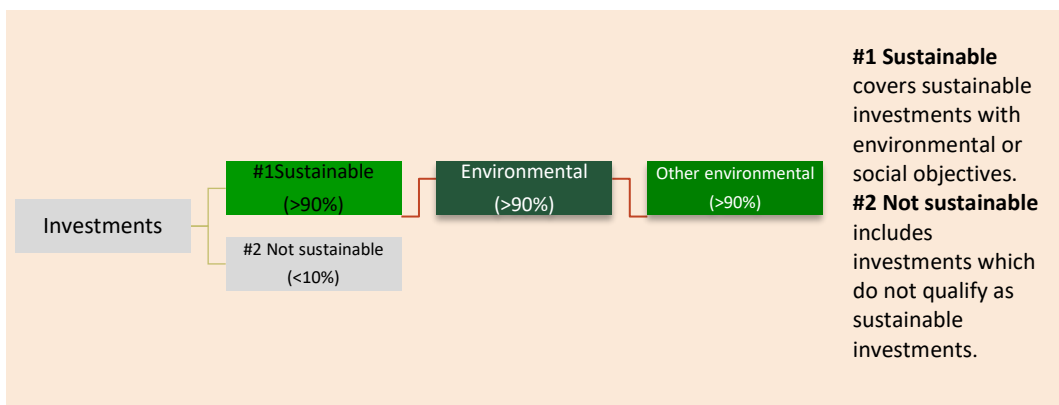 Investments
#1Sustainable
(>90%)
#2 Not sustainable
(<10%)
Environmental
(>90%)
Other environmental
(>90%)
#1 Sustainable
covers sustainable
investments with
environmental or
social objectives.
#2 Not sustainable
includes
investments which
do not qualify as
sustainable
investments.